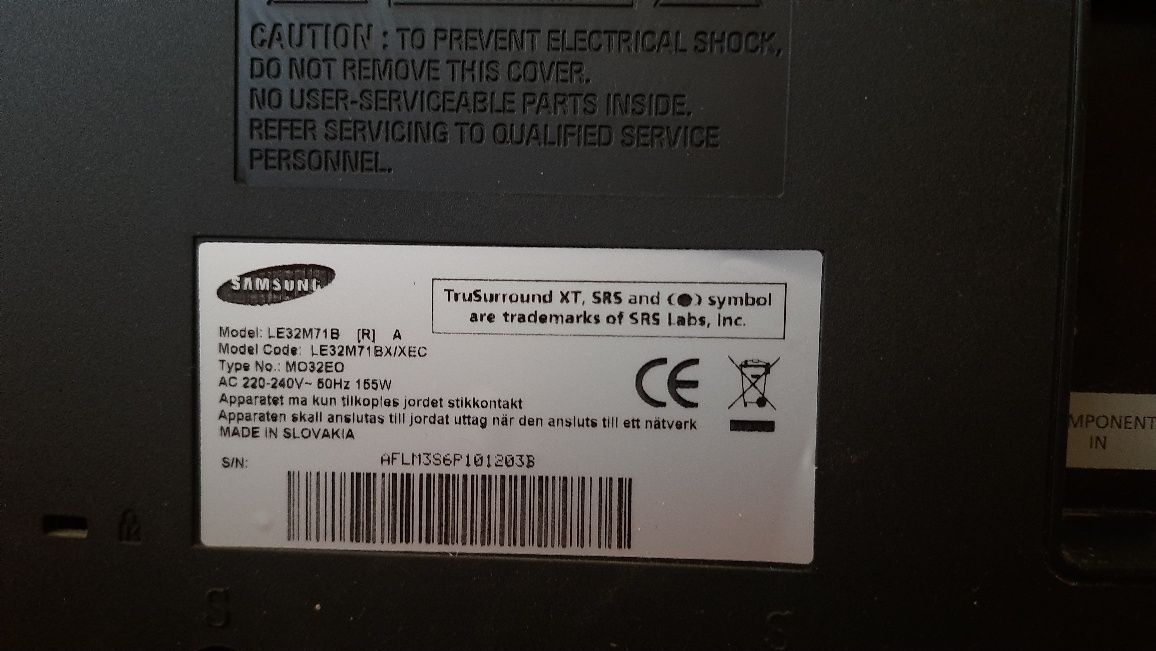 CAUTION : TO PREVENT ELECTRICAL SHOCK,
DO NOT REMOVE THIS COVER.
NO USER-SERVICEABLE PARTS INSIDE.
REFER SERVICING TO QUALIFIED SERVICE
PERSONNEL.
SAMSUNG
TruSurround XT, SRS and (●) symbol
are trademarks of SRS Labs, Inc.
Model: LE32M71B [R] A
Model Code: LE32M71BX/XEC
Type No.: MO32EO
AC 220-240V~ 50Hz 155W
Apparatet ma kun tilkoples jordet stikkontakt
Apparaten skall anslutas till jordat uttag när den ansluts till ett nätverk
MADE IN SLOVAKIA
S/N: AFLM3S6P101203B
CE
MPONENT
IN
S
S